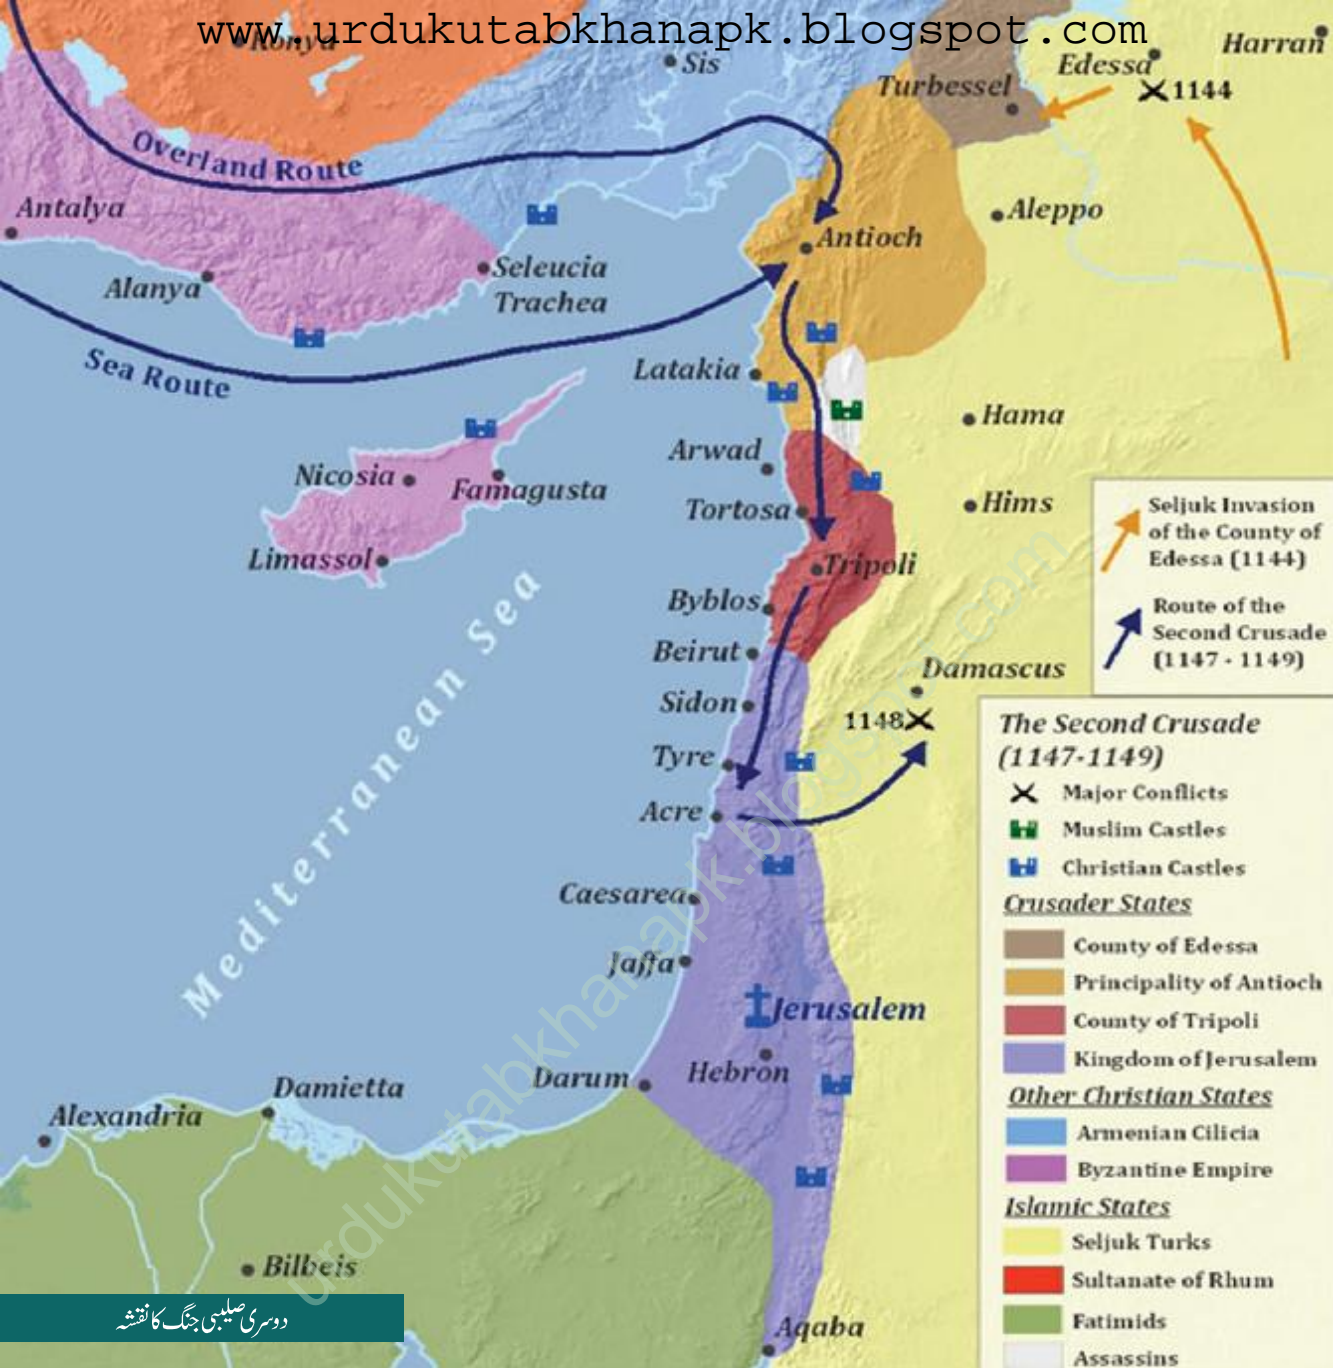 www.urdukutabkhanapk.blogspot.com
Konya
Sis
Harran
Edessa
Turbessel
1144
Overland Route
Antalya
Aleppo
Antioch
Alanya
Seleucia
Trachea
Sea Route
Latakia
Hama
Arwad
Nicosia
Famagusta
Tortosa
Hims
Seljuk Invasion
of the County of
Edessa (1144)
Limassol
Tripoli
Byblos
Route of the
Second Crusade
(1147 - 1149)
Beirut
Damascus
Sidon
1148
Tyre
Acre
Mediterranean Sea
Caesarea
Jaffa
Jerusalem
Hebron
Darum
Damietta
Alexandria
Bilbeis
Aqaba
The Second Crusade
(1147-1149)
Major Conflicts
Muslim Castles
Christian Castles
Crusader States
County of Edessa
Principality of Antioch
County of Tripoli
Kingdom of Jerusalem
Other Christian States
Armenian Cilicia
Byzantine Empire
Islamic States
Seljuk Turks
Sultanate of Rhum
Fatimids
Assassins
دوسری صلیبی جنگ کا نقشہ
urdukutabkhanapk.blogspot.com